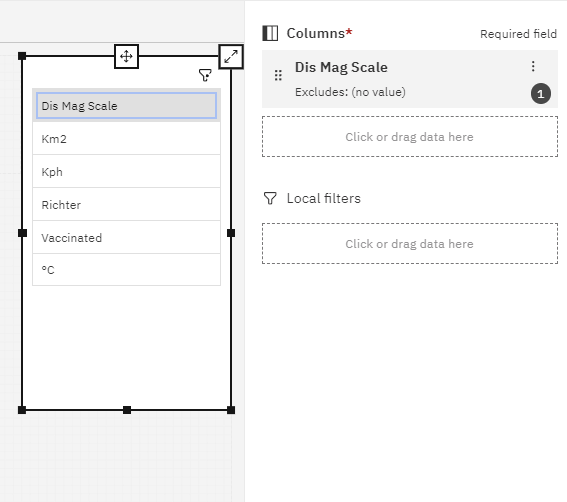 Dis Mag Scale
Km2
Kph
Richter
Vaccinated
°C
Columns*
Required field
Dis Mag Scale
Excludes: (no value)
1
Click or drag data here
Local filters
Click or drag data here